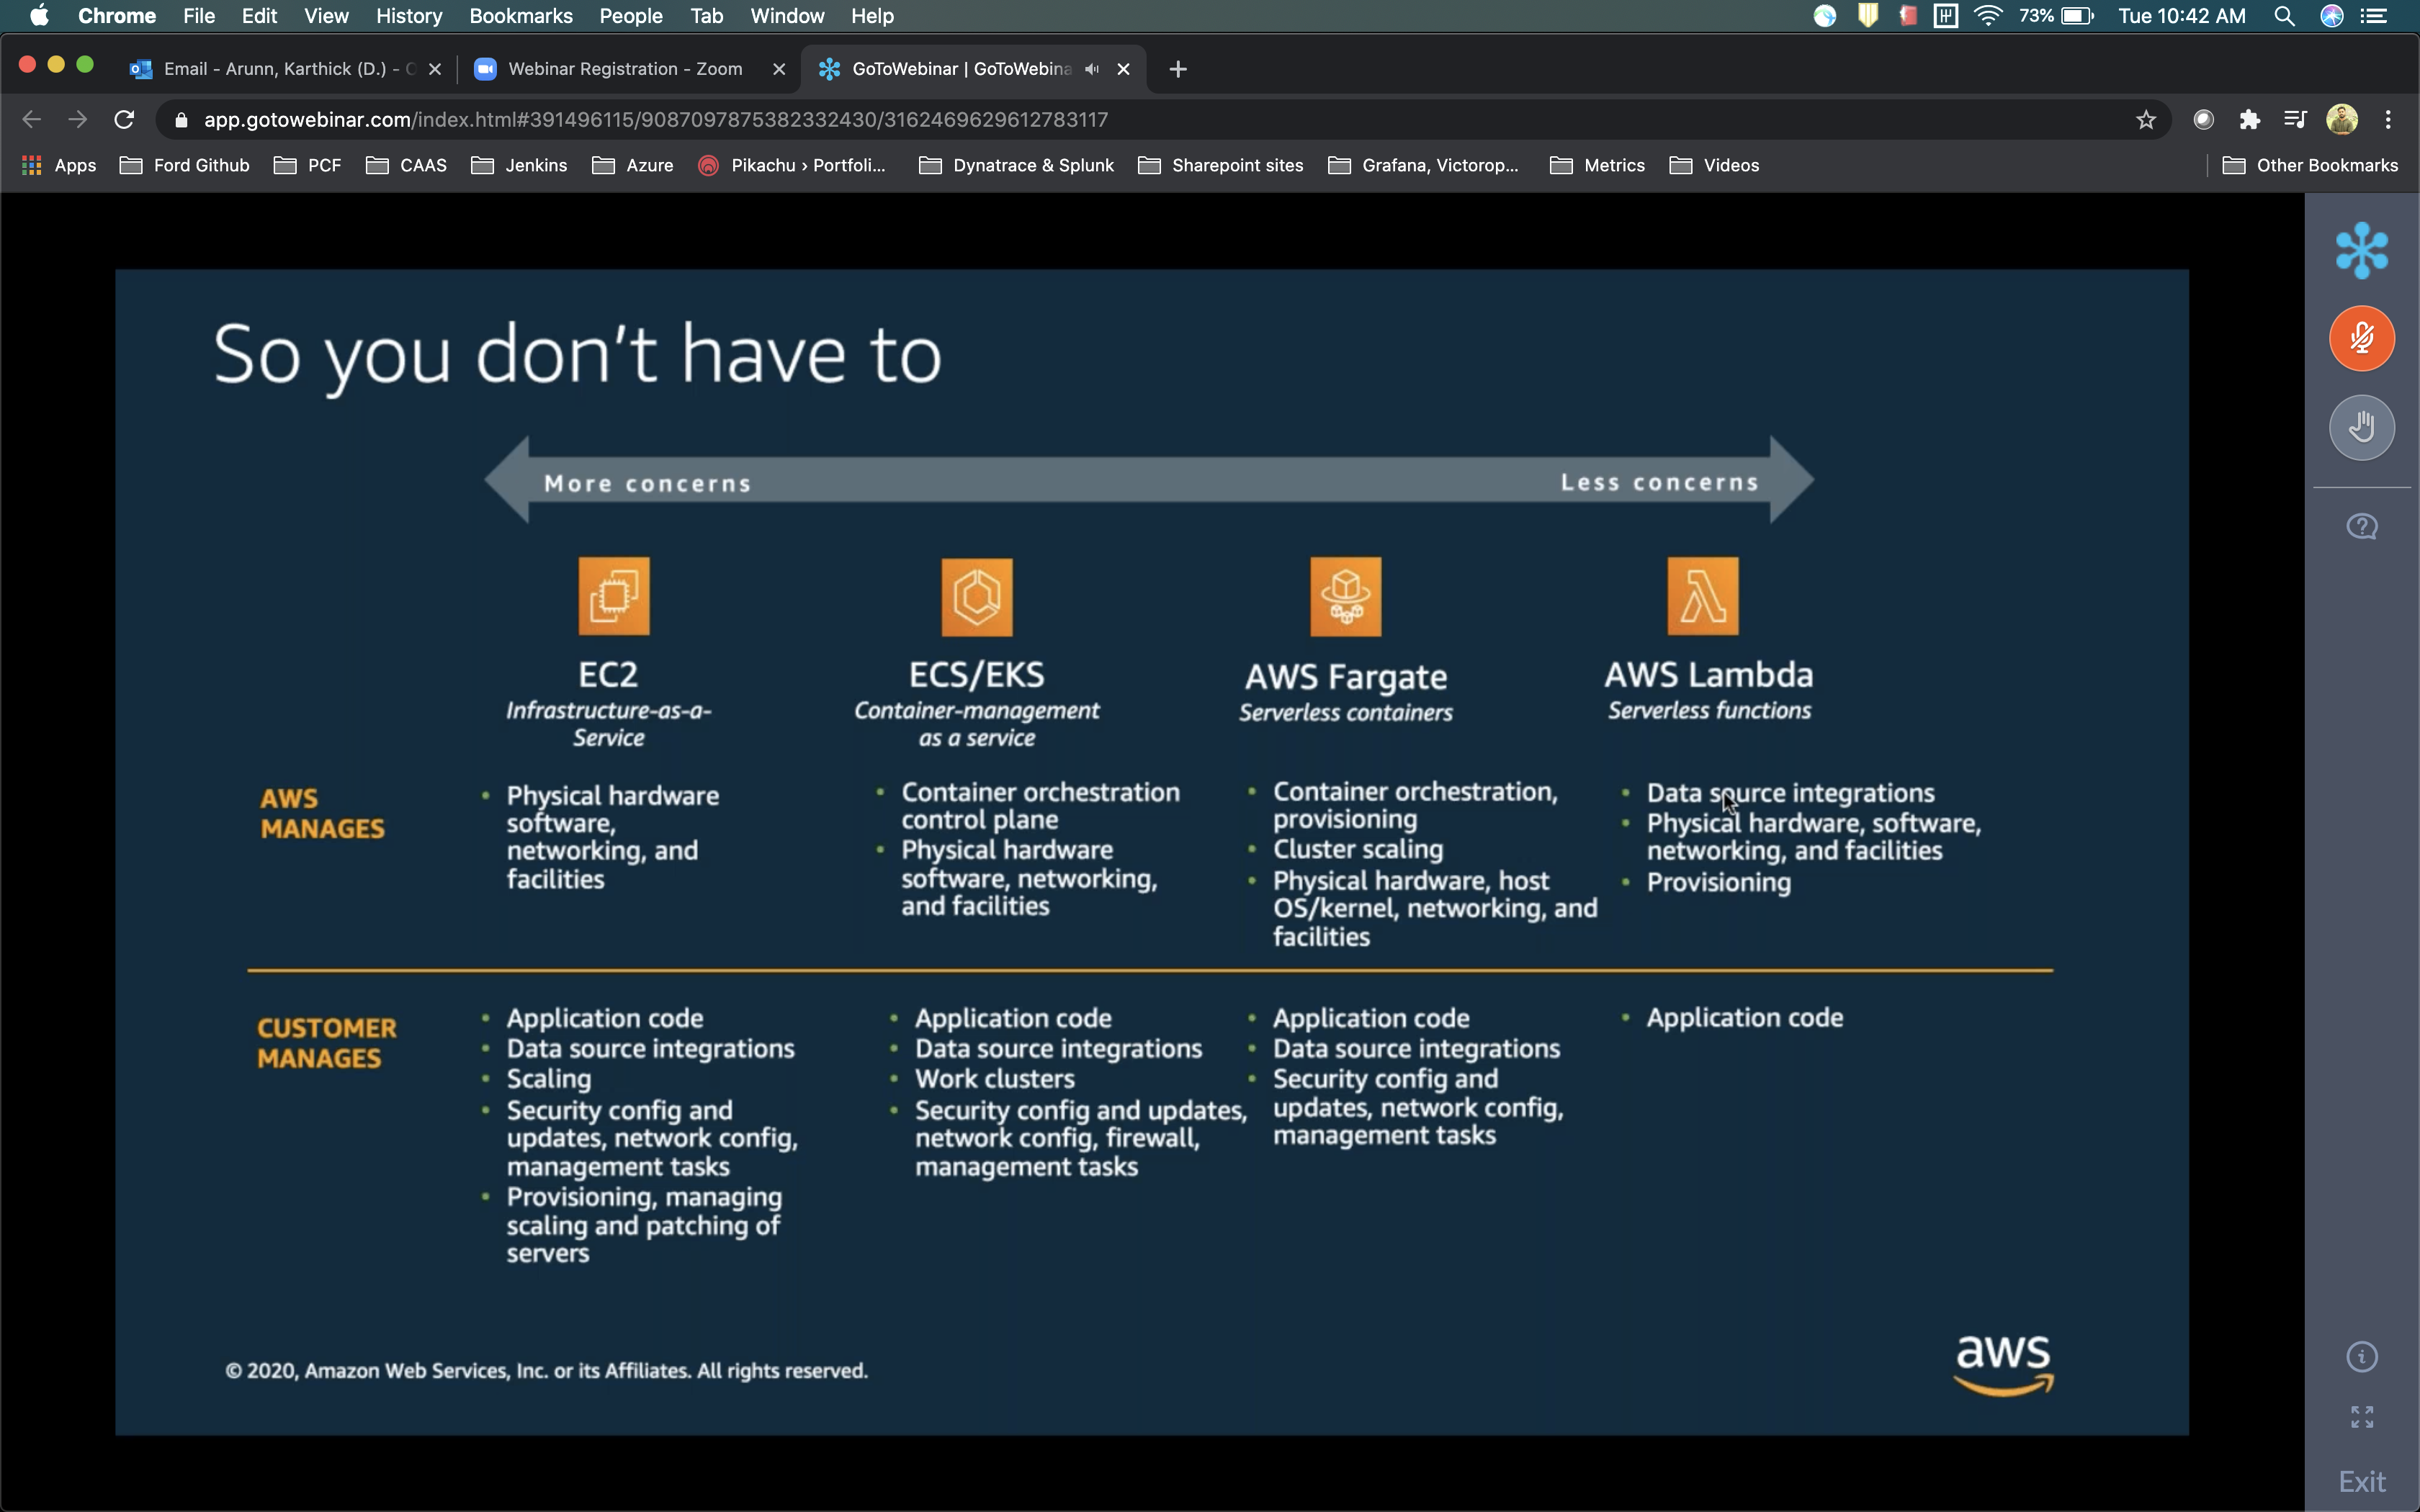 Chrome File Edit View History Bookmarks People Tab Window Help 73% Tue 10:42 AM
Email - Arunn, Karthick (D.) - Webinar Registration - Zoom GoToWebinar | GoToWebina
app.gotowebinar.com/index.html#391496115/9087097875382332430/3162469629612783117
Apps Ford Github PCF CAAS Jenkins Azure Pikachu › Portfoli... Dynatrace & Splunk Sharepoint sites Grafana, Victorop... Metrics Videos Other Bookmarks
So you don't have to
More concerns Less concerns
EC2
Infrastructure-as-a-
Service
ECS/EKS
Container-management
as a service
AWS Fargate
Serverless containers
AWS Lambda
Serverless functions
AWS
MANAGES
• Physical hardware
software,
networking, and
facilities
• Container orchestration
control plane
• Physical hardware
software, networking,
and facilities
• Container orchestration,
provisioning
• Cluster scaling
• Physical hardware, host
OS/kernel, networking, and
facilities
• Data source integrations
• Physical hardware, software,
networking, and facilities
• Provisioning
CUSTOMER
MANAGES
• Application code
• Data source integrations
• Scaling
• Security config and
updates, network config,
management tasks
• Provisioning, managing
scaling and patching of
servers
• Application code
• Data source integrations
• Work clusters
• Security config and updates,
network config, firewall,
management tasks
• Application code
• Data source integrations
• Security config and
updates, network config,
management tasks
• Application code
© 2020, Amazon Web Services, Inc. or its Affiliates. All rights reserved.
aws
Exit